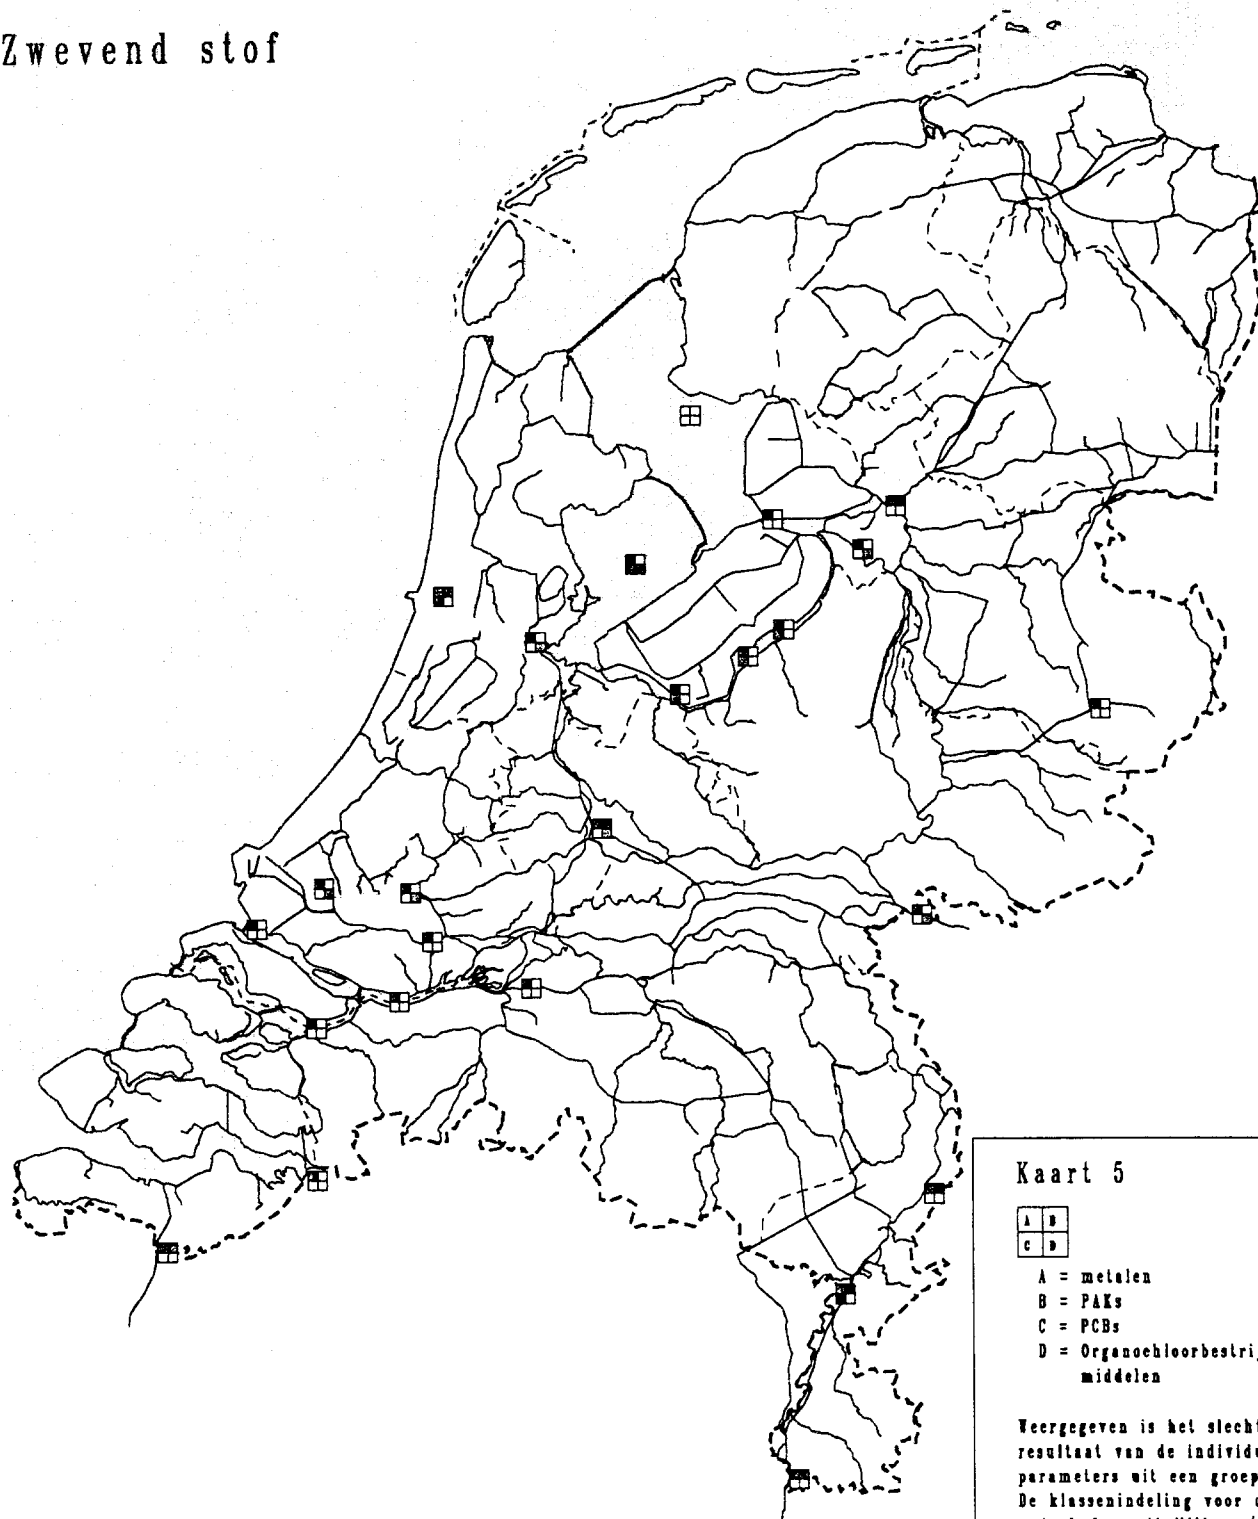 Zwevend stof
Kaart 5
A B
C D
A = metalen
B = PAKs
C = PCBs
D = Organochloorbestrij
middelen
Weergegeven is het slecht
resultaat van de individu
parameters uit een groep
De klassenindeling voor